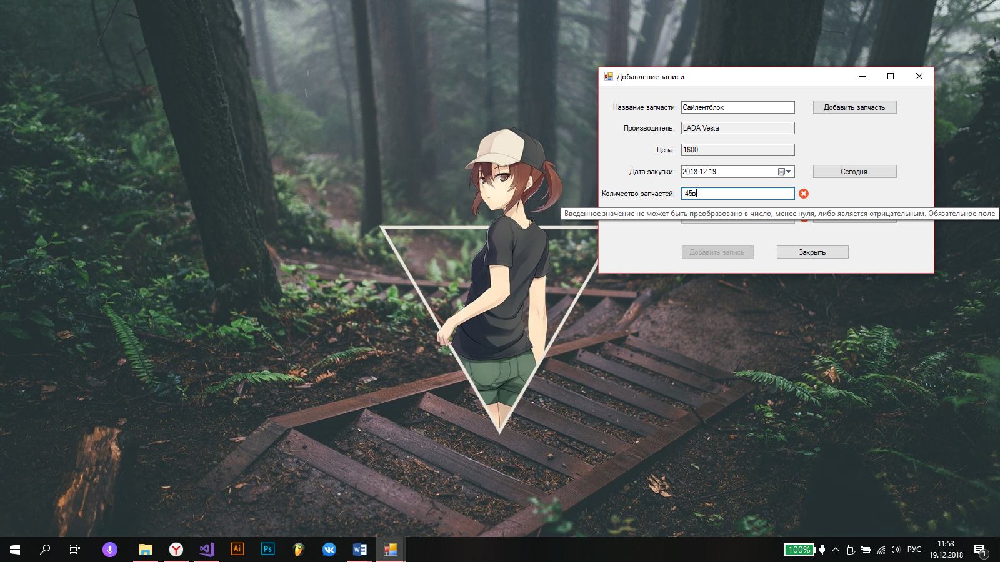 Добавление записи
Название запчасти: Сайлентблок Добавить запчасть
Производитель: LADA Vesta
Цена: 1600
Дата закупки: 2018.12.19 Сегодня
Количество запчастей: -45в
Введенное значение не может быть преобразовано в число, менее нуля, либо является отрицательным. Обязательное поле
Добавить запись Закрыть
Ai Ps
100% РУС 11:53
19.12.2018
1